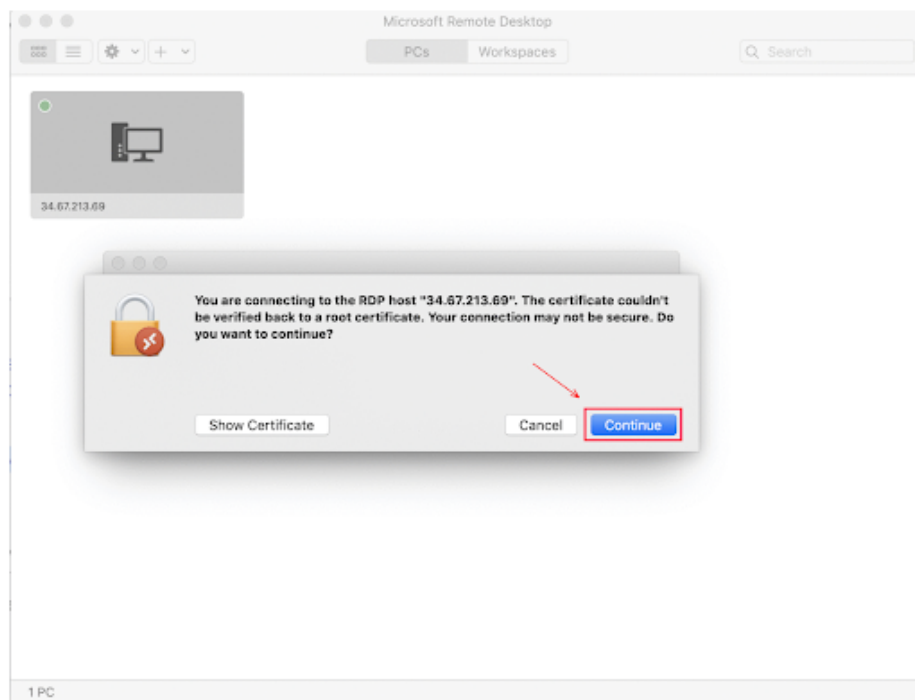 Microsoft Remote Desktop
PCs
Workspaces
Search
34.67.213.69
You are connecting to the RDP host "34.67.213.69". The certificate couldn't
be verified back to a root certificate. Your connection may not be secure. Do
you want to continue?
Show Certificate
Cancel
Continue
1 PC